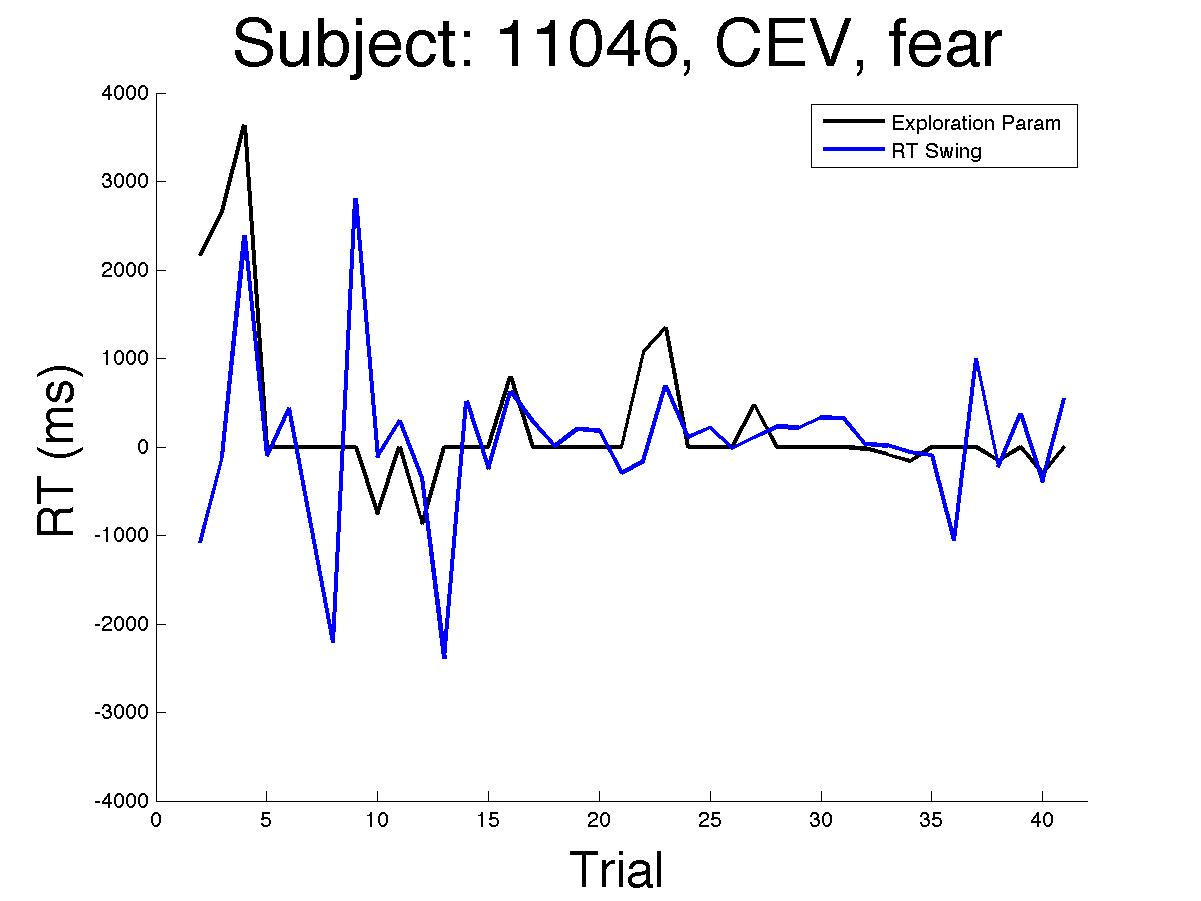 Subject: 11046, CEV, fear
4000
3000
2000
1000
0
-1000
-2000
-3000
-4000
RT (ms)
Exploration Param
RT Swing
0 5 10 15 20 25 30 35 40
Trial